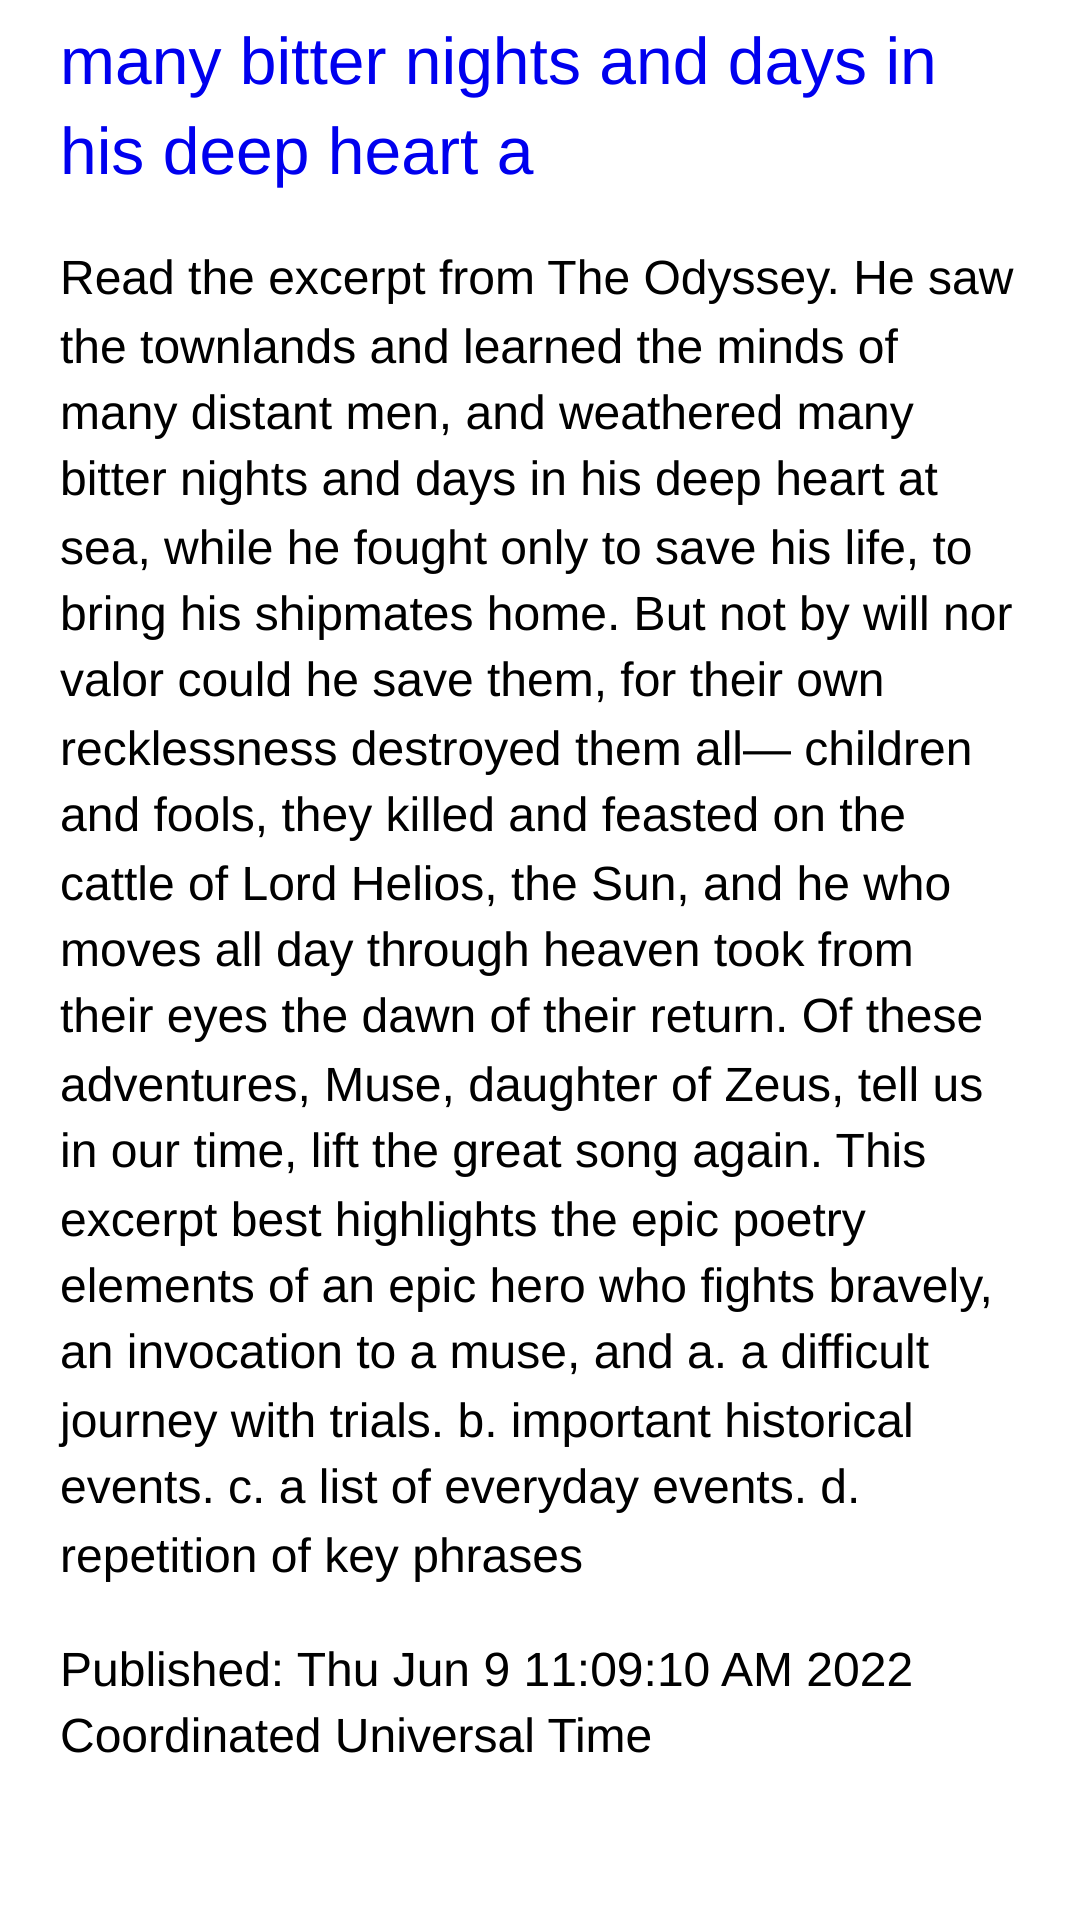 many bitter nights and days in
his deep heart a
Read the excerpt from The Odyssey. He saw
the townlands and learned the minds of
many distant men, and weathered many
bitter nights and days in his deep heart at
sea, while he fought only to save his life, to
bring his shipmates home. But not by will nor
valor could he save them, for their own
recklessness destroyed them all— children
and fools, they killed and feasted on the
cattle of Lord Helios, the Sun, and he who
moves all day through heaven took from
their eyes the dawn of their return. Of these
adventures, Muse, daughter of Zeus, tell us
in our time, lift the great song again. This
excerpt best highlights the epic poetry
elements of an epic hero who fights bravely,
an invocation to a muse, and a. a difficult
journey with trials. b. important historical
events. c. a list of everyday events. d.
repetition of key phrases
Published: Thu Jun 9 11:09:10 AM 2022
Coordinated Universal Time